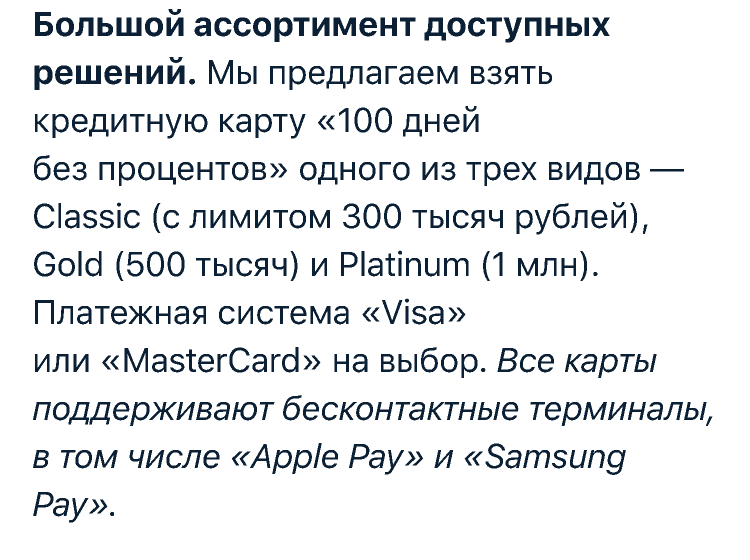 Большой ассортимент доступных
решений. Мы предлагаем взять
кредитную карту «100 дней
без процентов» одного из трех видов —
Classic (с лимитом 300 тысяч рублей),
Gold (500 тысяч) и Platinum (1 млн).
Платежная система «Visa»
или «MasterCard» на выбор. Все карты
поддерживают бесконтактные терминалы,
в том числе «Apple Pay» и «Samsung
Pay».